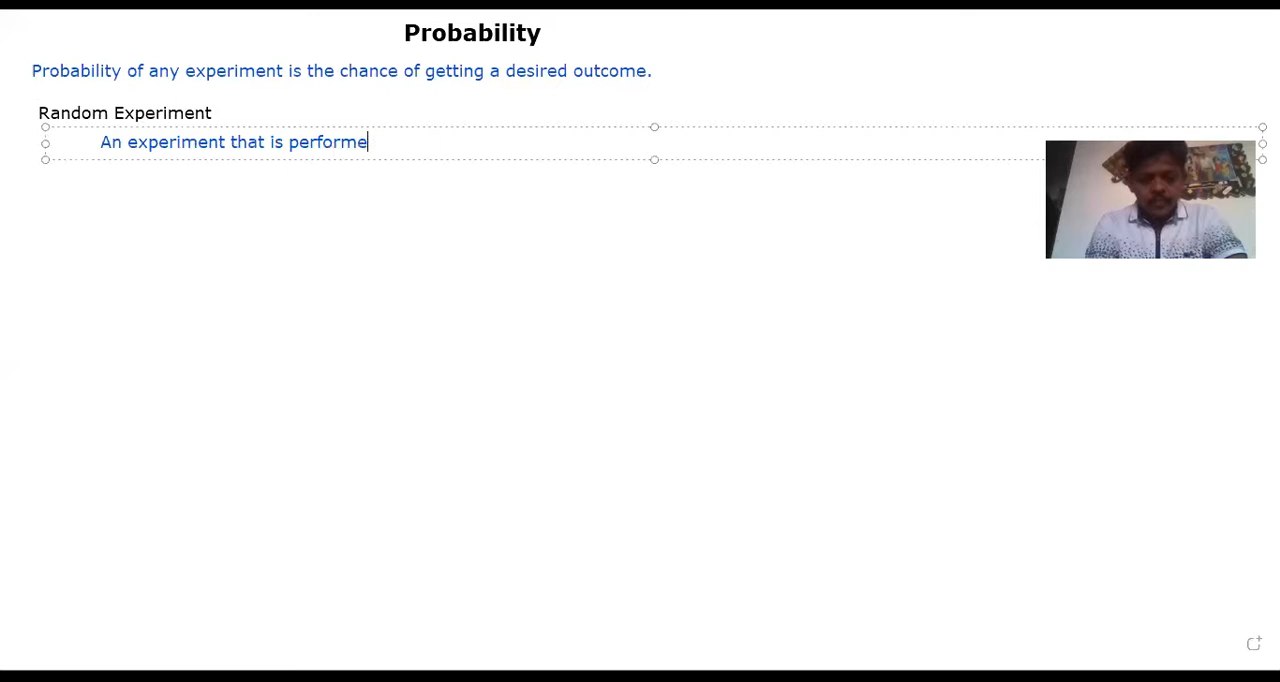 Probability
Probability of any experiment is the chance of getting a desired outcome.
Random Experiment
An experiment that is performe